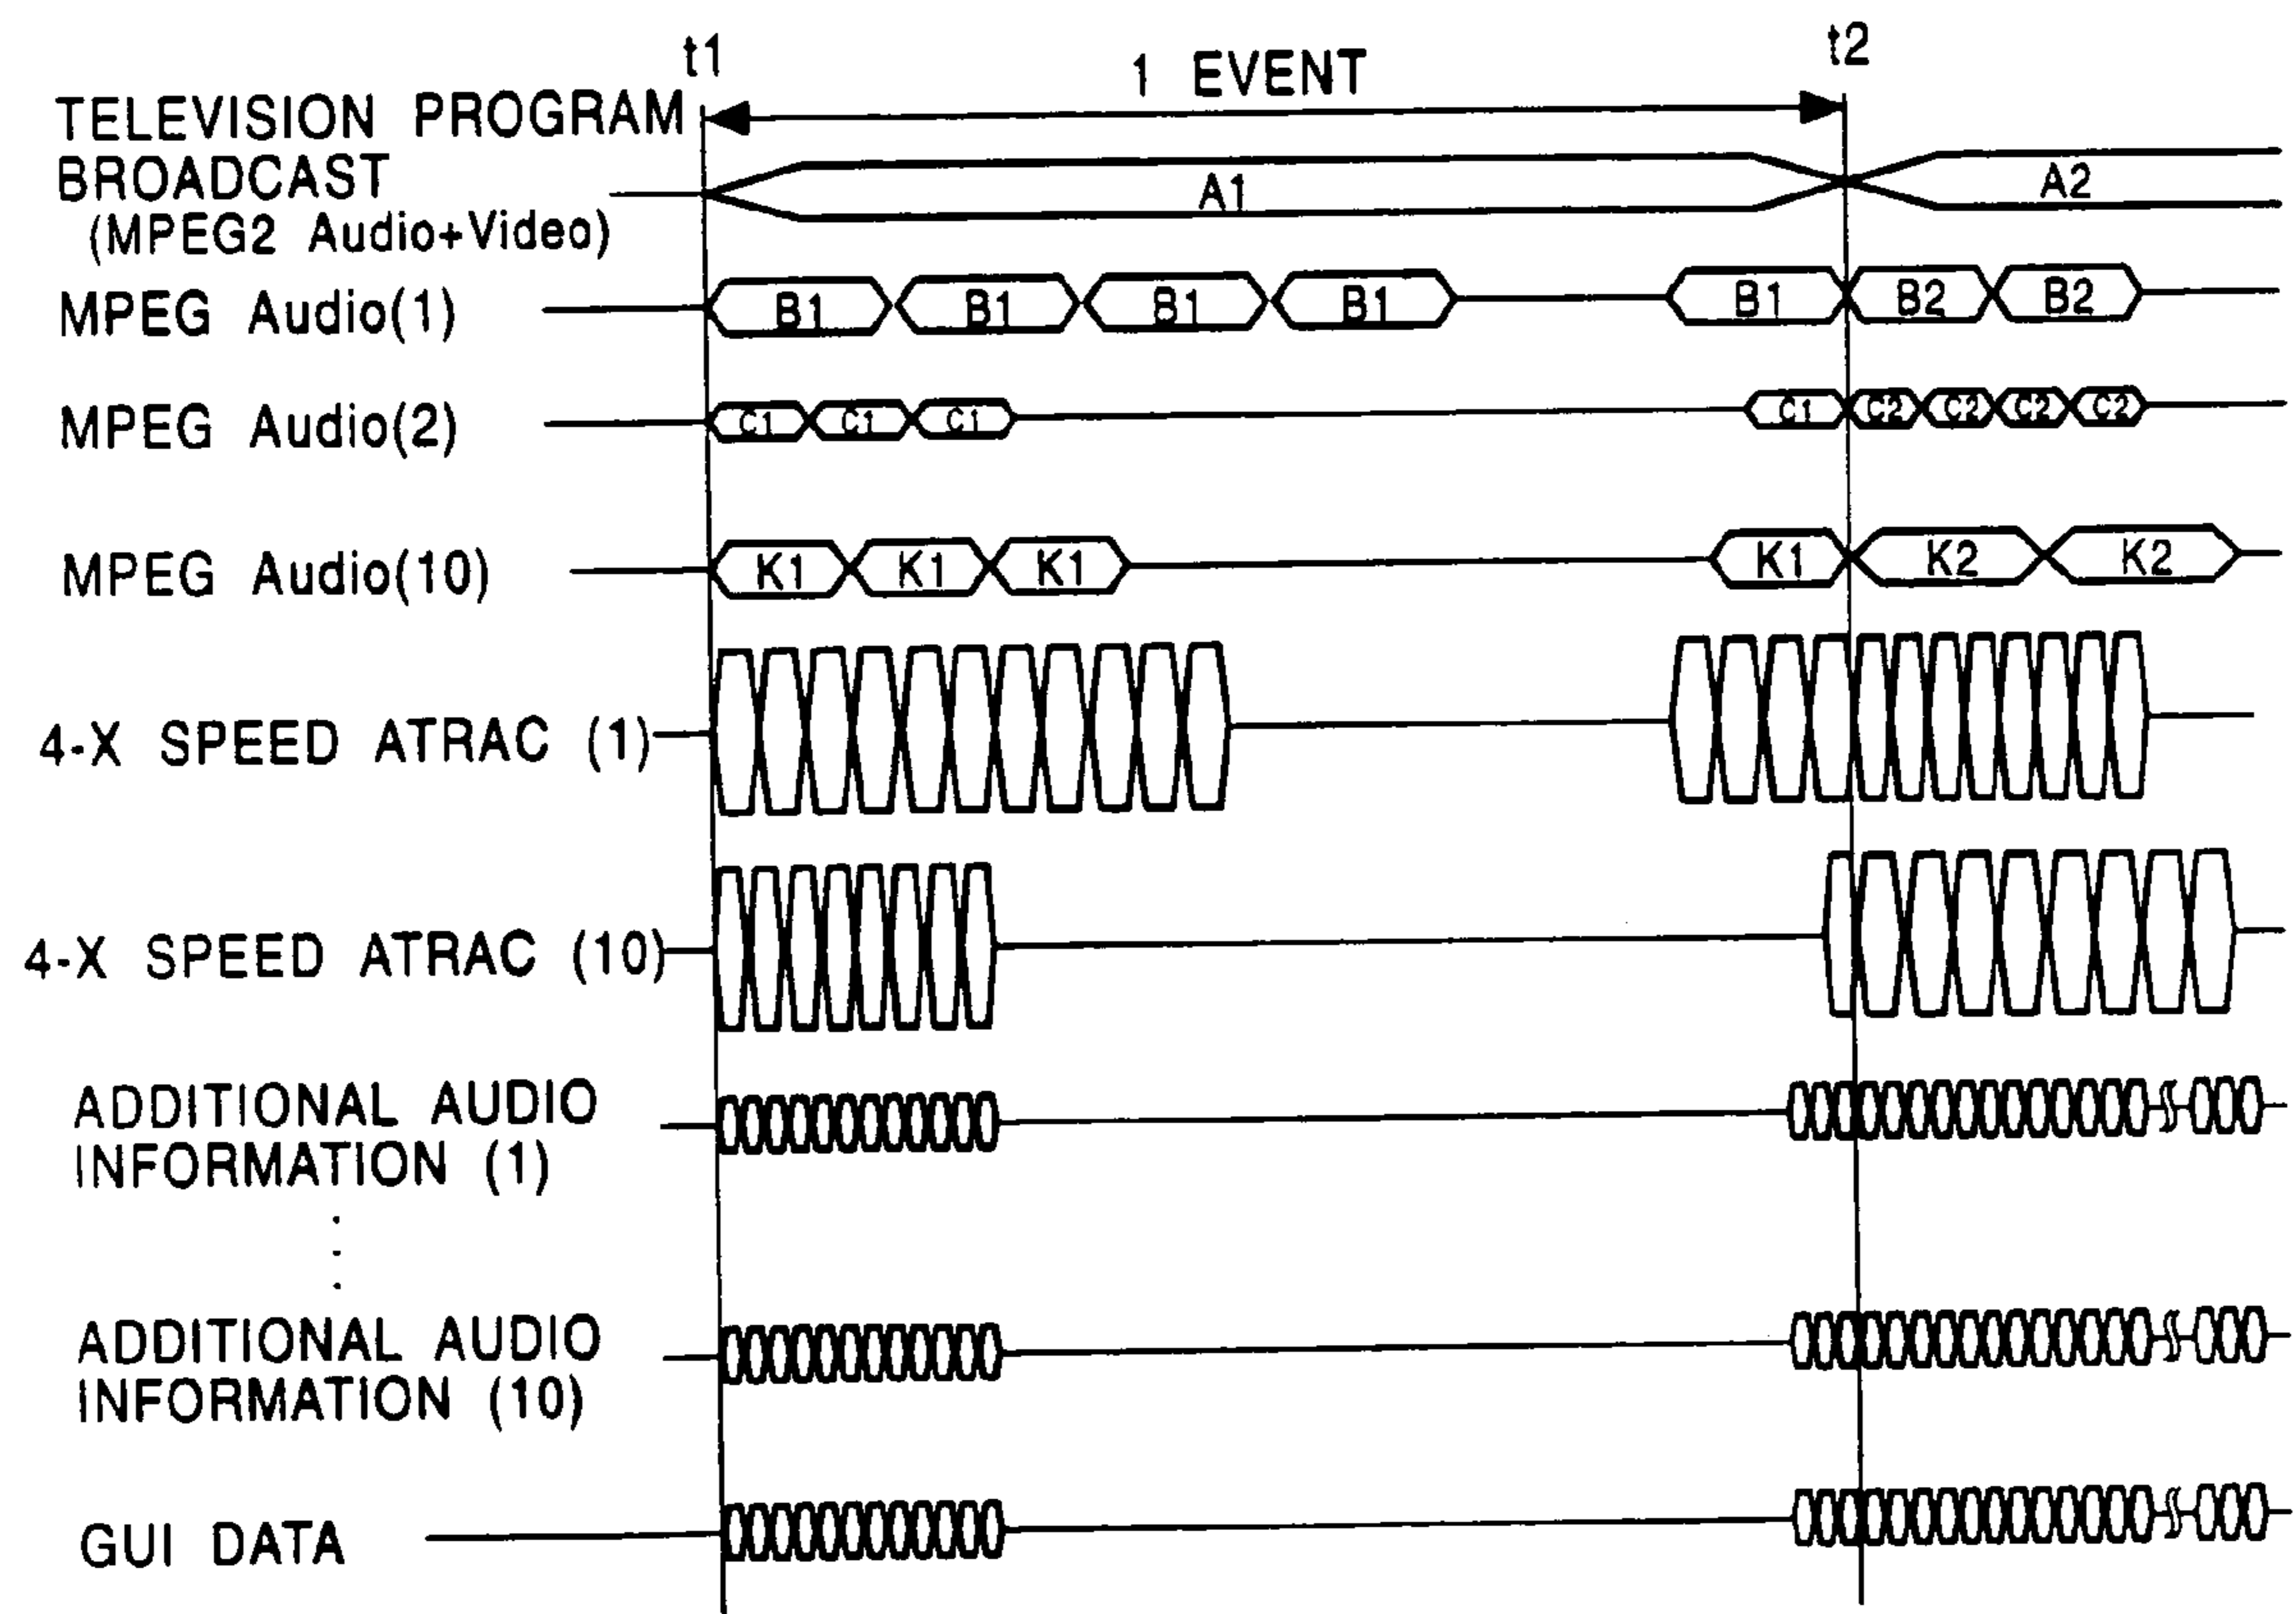 t1
1 EVENT
t2
TELEVISION PROGRAM
BROADCAST
(MPEG2 Audio+Video)
A1
A2
MPEG Audio(1)
B1 B1 B1 B1 B1 B2 B2
MPEG Audio(2)
C1 C1 C1 C1 C2 C2 C2 C2
MPEG Audio(10)
K1 K1 K1 K1 K2 K2
4-X SPEED ATRAC (1)
4-X SPEED ATRAC (10)
ADDITIONAL AUDIO
INFORMATION (1)
ADDITIONAL AUDIO
INFORMATION (10)
GUI DATA